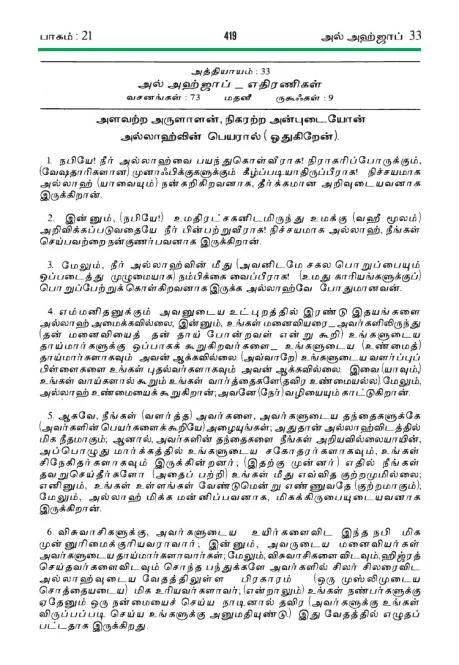 பாகம் : 21 419 அல் அஹ்ஜாப் 33
அத்தியாயம் : 33
அல் அஹ்ஜாப் _ எதிரணிகள்
வசனங்கள் : 73 மதனீ ருகூஃகள் : 9
அளவற்ற அருளாளன், நிகரற்ற அன்புடையோன்
அல்லாஹ்வின் பெயரால் ( ஓதுகிறேன்).
1. நபியே! நீர் அல்லாஹ்வை பயந்துகொள்வீராக! நிராகரிப்போருக்கும்,
(வேஷதாரிகளான) முனாஃபிக்குகளுக்கும் கீழ்ப்படியாதிருப்பீராக! நிச்சயமாக
அல்லாஹ் (யாவையும்) நன்கறிகிறவனாக, தீர்க்கமான அறிவுடையவனாக
இருக்கிறான்.
2. இன்னும், (நபியே!) உமதிரட்சகனிடமிருந்து உமக்கு (வஹீ மூலம்)
அறிவிக்கப்படுவதையே நீர் பின்பற்றுவீராக! நிச்சயமாக அல்லாஹ், நீங்கள்
செய்பவற்றை நன்குணர்பவனாக இருக்கிறான்.
3. மேலும், நீர் அல்லாஹ்வின் மீது (அவனிடமே சகல பொறுப்பையும்
ஒப்படைத்து முழுமையாக) நம்பிக்கை வைப்பீராக! (உமது காரியங்களுக்குப்)
பொறுப்பேற்றுக் கொள்கிறவனாக இருக்க அல்லாஹ்வே போதுமானவன்.
4. எம்மனிதனுக்கும் அவனுடைய உட்புறத்தில் இரண்டு இதயங்களை
அல்லாஹ் அமைக்கவில்லை; இன்னும், உங்கள் மனைவியரை_அவர்களிலிருந்து
(தன் மனைவியைத் தன் தாய் போன்றவள் என்று கூறி) உங்களுடைய
தாய்மார்களுக்கு ஒப்பாகக் கூறுகிறவர்களை_ உங்களுடைய (உண்மைத்)
தாய்மார்களாகவும் அவன் ஆக்கவில்லை. (அவ்வாறே) உங்களுடைய வளர்ப்புப்
பிள்ளைகளை உங்கள் புதல்வர்களாகவும் அவன் ஆக்கவில்லை. இவை (யாவும்),
உங்கள் வாய்களால் கூறும் உங்கள் வார்த்தைகளே(தவிர உண்மையல்ல).மேலும்,
அல்லாஹ் உண்மையைக் கூறுகிறான்; அவனே (நேர்) வழியையும் காட்டுகிறான்.
5. ஆகவே, நீங்கள் (வளர்த்த) அவர்களை, அவர்களுடைய தந்தைகளுக்கே
(அவர்களின் பெயர்களைக் கூறியே) அழையுங்கள்; அதுதான் அல்லாஹ்விடத்தில்
மிக நீதமாகும்; ஆனால், அவர்களின் தந்தைகளை நீங்கள் அறியவில்லையாயின்,
அப்பொழுது மார்க்கத்தில் உங்களுடைய சகோதரர்களாகவும், உங்கள்
சிநேகிதர்களாகவும் இருக்கின்றனர்; (இதற்கு முன்னர்) எதில் நீங்கள்
தவறுசெய்தீர்களோ (அதைப் பற்றி) உங்கள் மீது எவ்வித குற்றமுமில்லை;
எனினும், உங்கள் உள்ளங்கள் வேண்டுமென்று எண்ணுவதே (குற்றமாகும்);
மேலும், அல்லாஹ் மிக்க மன்னிப்பவனாக, மிகக்கிருபையுடையவனாக
இருக்கிறான்.
6. விசுவாசிகளுக்கு, அவர்களுடைய உயிர்களைவிட இந்த நபி மிக
முன்னுரிமைக்குரியவராவார்; இன்னும், அவருடைய மனைவியர்கள்
அவர்களுடைய தாய்மார்களாவார்கள்; மேலும், விசுவாசிகளை விடவும், ஹிஜ்ரத்
செய்தவர்களைவிடவும் சொந்த பந்துக்களே அவர்களில் சிலர் சிலரைவிட
அல்லாஹ்வுடைய வேதத்திலுள்ள பிரகாரம் (ஒரு முஸ்லிமுடைய
சொத்தையடைய) மிக உரியவர்களாவர்; (என்றாலும்) உங்கள் நண்பர்களுக்கு
ஏதேனும் ஒரு நன்மையைச் செய்ய நாடினால் தவிர (அவர்களுக்கு உங்கள்
விருப்பப்படி செய்ய உங்களுக்கு அனுமதியுண்டு.) இது வேதத்தில் எழுதப்
பட்டதாக இருக்கிறது.